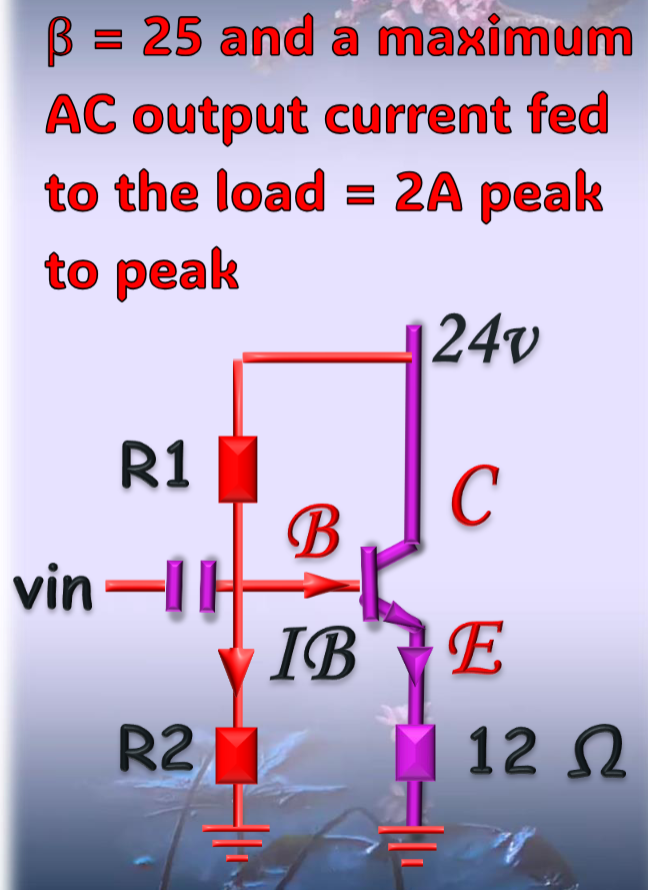 β = 25 and a maximum
AC output current fed
to the load = 2A peak
to peak
24v
R1
C
B
vin
IB
E
R2
12 Ω